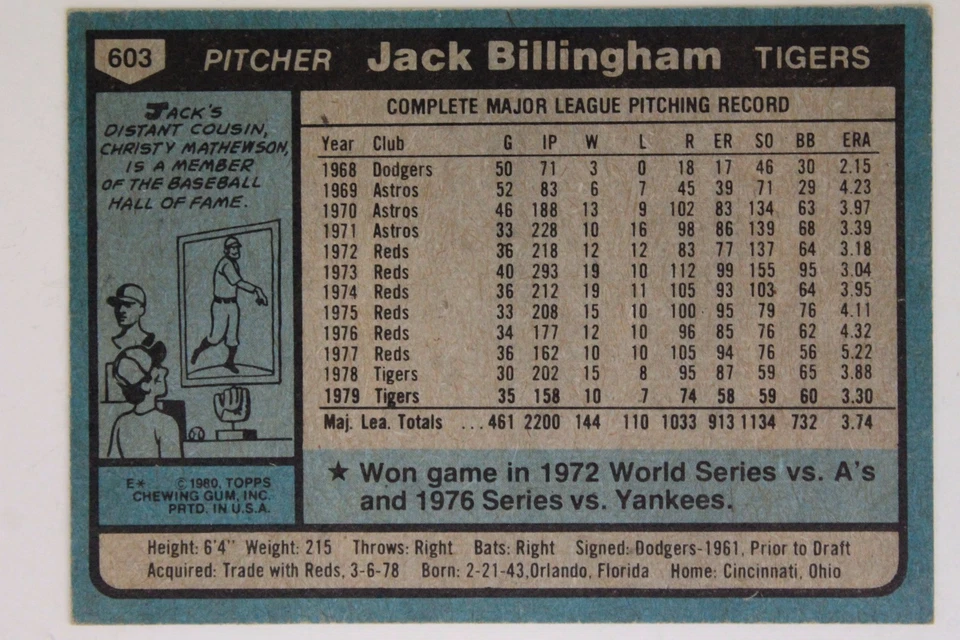 603 PITCHER Jack Billingham TIGERS
JACK'S
DISTANT COUSIN,
CHRISTY MATHEWSON,
IS A MEMBER
OF THE BASEBALL
HALL OF FAME.
COMPLETE MAJOR LEAGUE PITCHING RECORD
Year Club G IP W L R ER SO BB ERA
1968 Dodgers 50 71 3 0 18 17 46 30 2.15
1969 Astros 52 83 6 7 45 39 71 29 4.23
1970 Astros 46 188 13 9 102 83 134 63 3.97
1971 Astros 33 228 10 16 98 86 139 68 3.39
1972 Reds 36 218 12 12 83 77 137 64 3.18
1973 Reds 40 293 19 10 112 99 155 95 3.04
1974 Reds 36 212 19 11 105 93 103 64 3.95
1975 Reds 33 208 15 10 100 95 79 76 4.11
1976 Reds 34 177 12 10 96 85 76 62 4.32
1977 Reds 36 162 10 10 105 94 76 56 5.22
1978 Tigers 30 202 15 8 95 87 59 65 3.88
1979 Tigers 35 158 10 7 74 58 59 60 3.30
Maj. Lea. Totals ... 461 2200 144 110 1033 913 1134 732 3.74
★ Won game in 1972 World Series vs. A's
and 1976 Series vs. Yankees.
E* ©1980, TOPPS
CHEWING GUM, INC.
PRTD. IN U.S.A.
Height: 6'4" Weight: 215 Throws: Right Bats: Right Signed: Dodgers-1961, Prior to Draft
Acquired: Trade with Reds, 3-6-78 Born: 2-21-43, Orlando, Florida Home: Cincinnati, Ohio